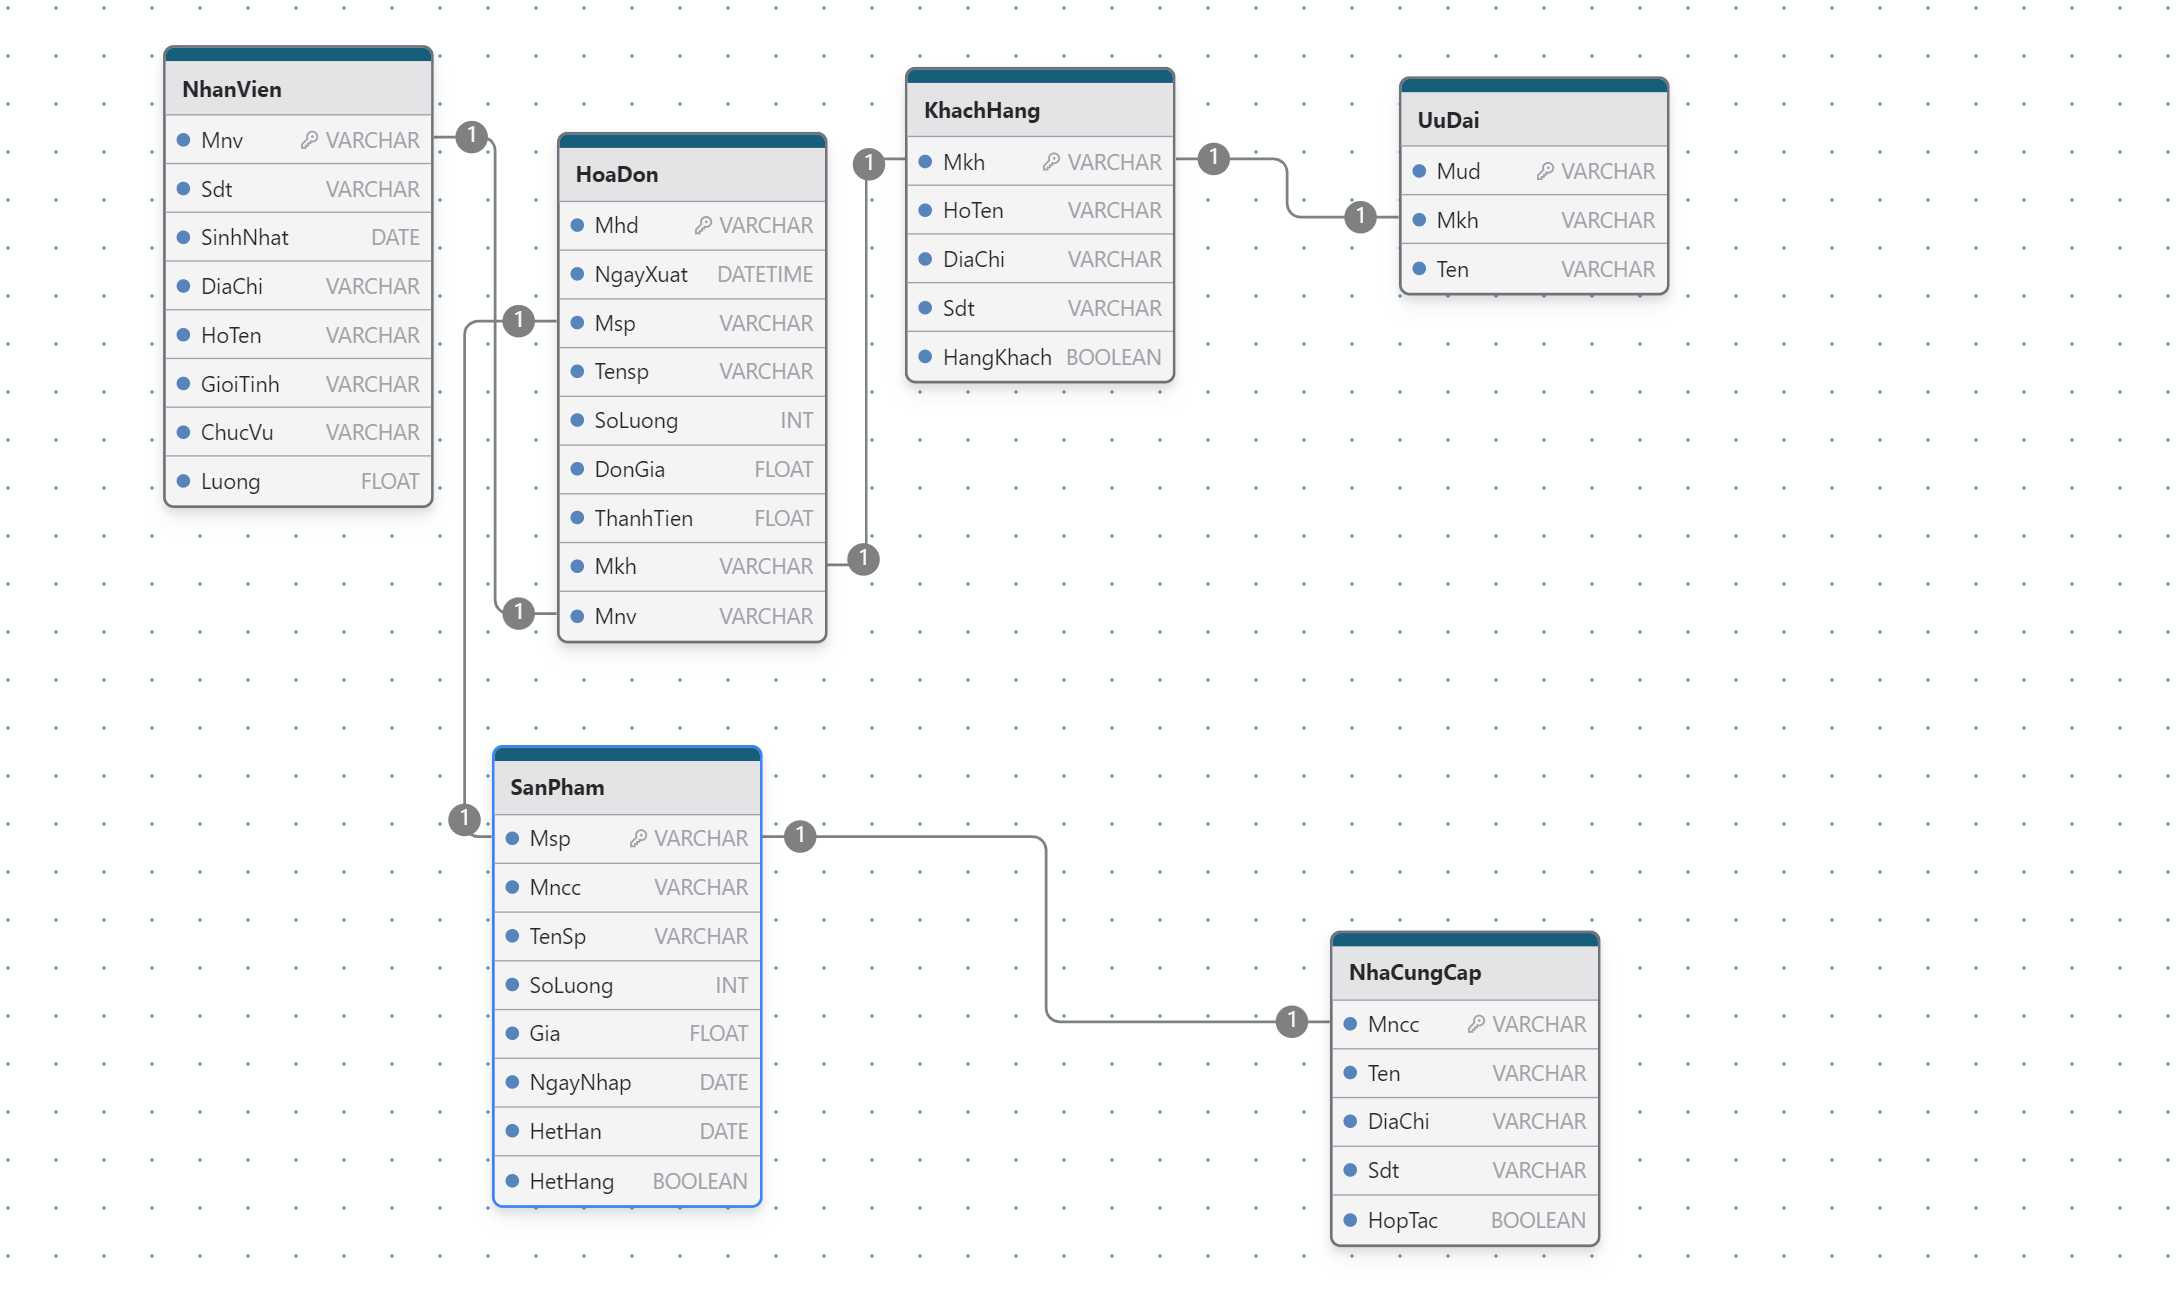 NhanVien
Mnv VARCHAR
Sdt VARCHAR
SinhNhat DATE
DiaChi VARCHAR
HoTen VARCHAR
GioiTinh VARCHAR
ChucVu VARCHAR
Luong FLOAT
1
1
1
HoaDon
Mhd VARCHAR
NgayXuat DATETIME
Msp VARCHAR
Tensp VARCHAR
SoLuong INT
DonGia FLOAT
ThanhTien FLOAT
Mkh VARCHAR
Mnv VARCHAR
1
1
KhachHang
Mkh VARCHAR
HoTen VARCHAR
DiaChi VARCHAR
Sdt VARCHAR
HangKhach BOOLEAN
1
1
UuDai
Mud VARCHAR
Mkh VARCHAR
Ten VARCHAR
1
SanPham
Msp VARCHAR
Mncc VARCHAR
TenSp VARCHAR
SoLuong INT
Gia FLOAT
NgayNhap DATE
HetHan DATE
HetHang BOOLEAN
1
1
NhaCungCap
Mncc VARCHAR
Ten VARCHAR
DiaChi VARCHAR
Sdt VARCHAR
HopTac BOOLEAN